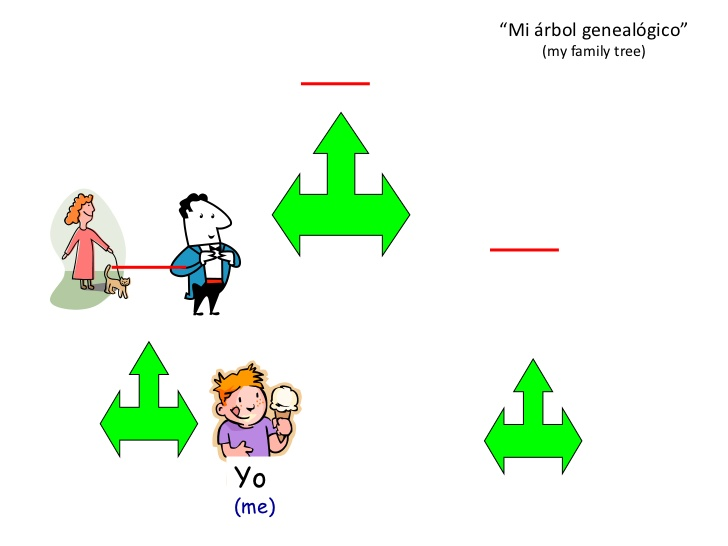 “Mi árbol genealógico”
(my family tree)
Yo
(me)